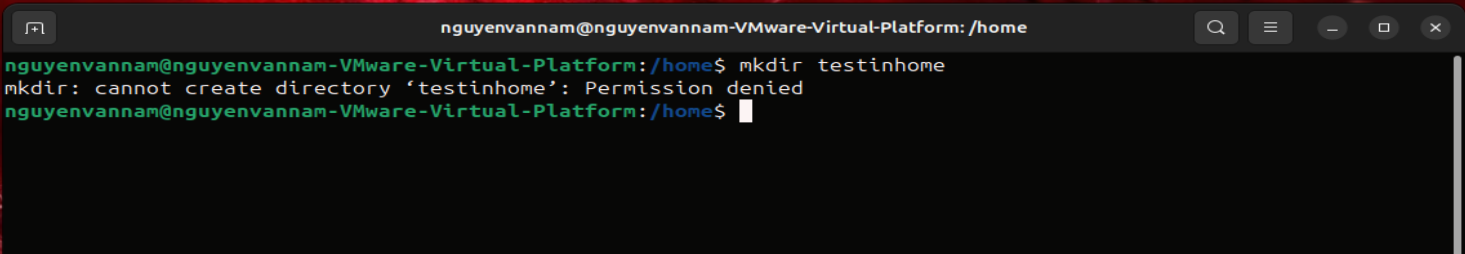 nguyenvannam@nguyenvannam-VMware-Virtual-Platform: /home
nguyenvannam@nguyenvannam-VMware-Virtual-Platform:/home$ mkdir testinhome
mkdir: cannot create directory ‘testinhome’: Permission denied
nguyenvannam@nguyenvannam-VMware-Virtual-Platform:/home$